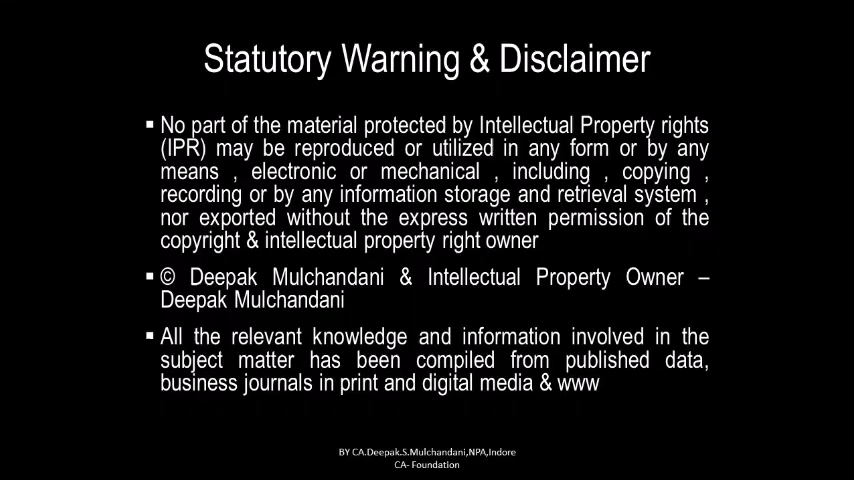 Statutory Warning & Disclaimer
▪ No part of the material protected by Intellectual Property rights
(IPR) may be reproduced or utilized in any form or by any
means , electronic or mechanical , including , copying ,
recording or by any information storage and retrieval system ,
nor exported without the express written permission of the
copyright & intellectual property right owner
▪ © Deepak Mulchandani & Intellectual Property Owner –
Deepak Mulchandani
▪ All the relevant knowledge and information involved in the
subject matter has been compiled from published data,
business journals in print and digital media & www
BY CA.Deepak.S.Mulchandani,NPA,Indore
CA- Foundation